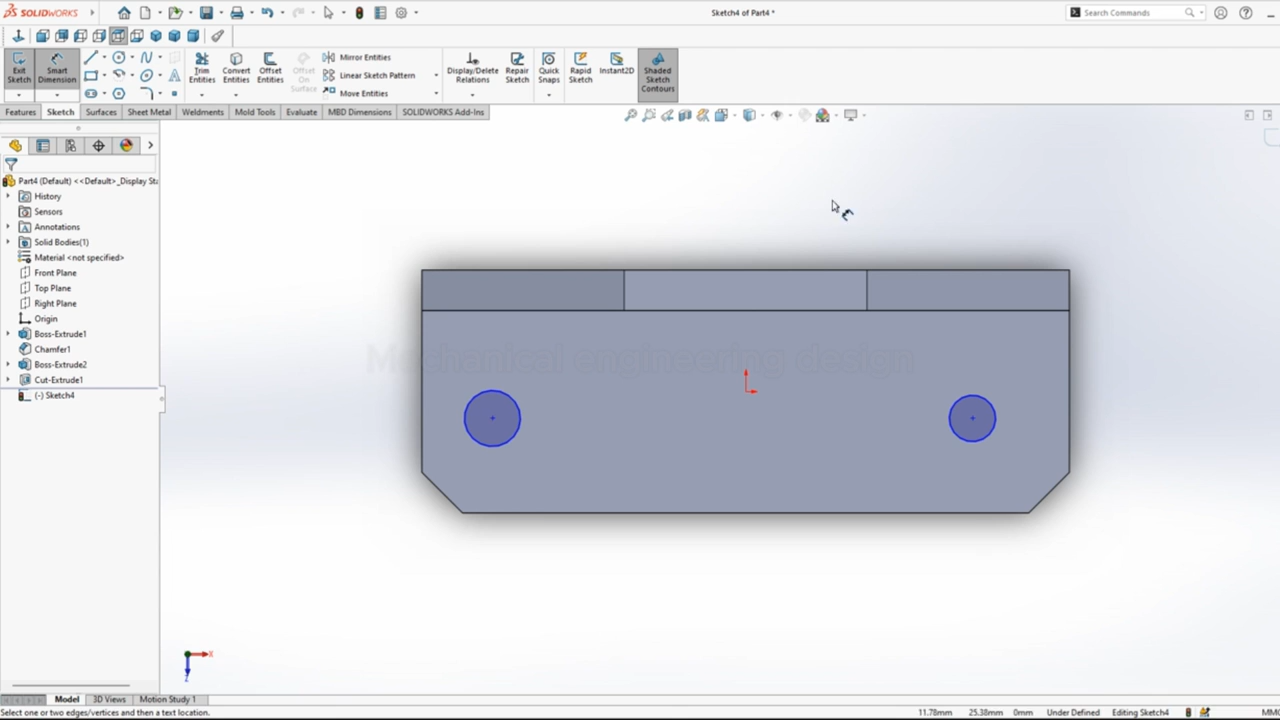 SOLIDWORKS
Sketch4 of Part4 *
Search Commands
Exit Sketch
Smart Dimension
Trim Entities
Convert Entities
Offset Entities
Offset On Surface
Mirror Entities
Linear Sketch Pattern
Move Entities
Display/Delete Relations
Repair Sketch
Quick Snaps
Rapid Sketch
Instant2D
Shaded Sketch Contours
Features
Sketch
Surfaces
Sheet Metal
Weldments
Mold Tools
Evaluate
MBD Dimensions
SOLIDWORKS Add-Ins
Part4 (Default) <<Default>_Display Sta
History
Sensors
Annotations
Solid Bodies(1)
Material <not specified>
Front Plane
Top Plane
Right Plane
Origin
Boss-Extrude1
Chamfer1
Boss-Extrude2
Cut-Extrude1
(-) Sketch4
Mechanical engineering design
X
Z
Model
3D Views
Motion Study 1
Select one or two edges/vertices and then a text location.
11.78mm
25.38mm
0mm
Under Defined
Editing Sketch4